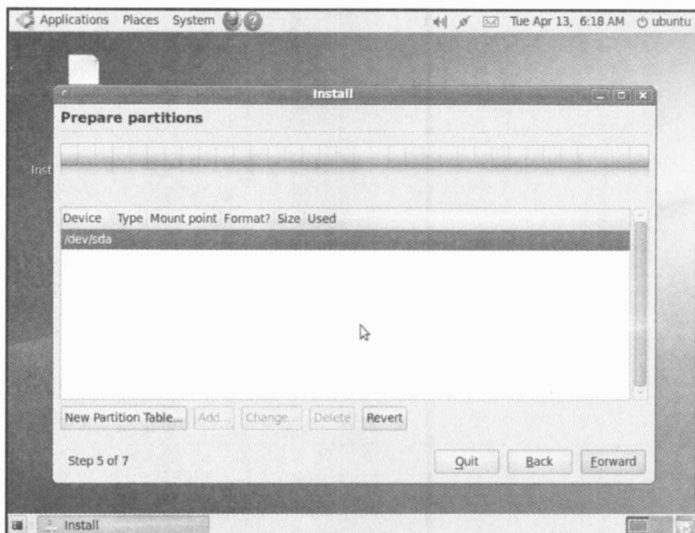 Applications Places System Tue Apr 13, 6:18 AM ubuntu
Install
Prepare partitions
Inst
Device Type Mount point Format? Size Used
/dev/sda
New Partition Table... Add... Change... Delete Revert
Step 5 of 7 Quit Back Forward
Install